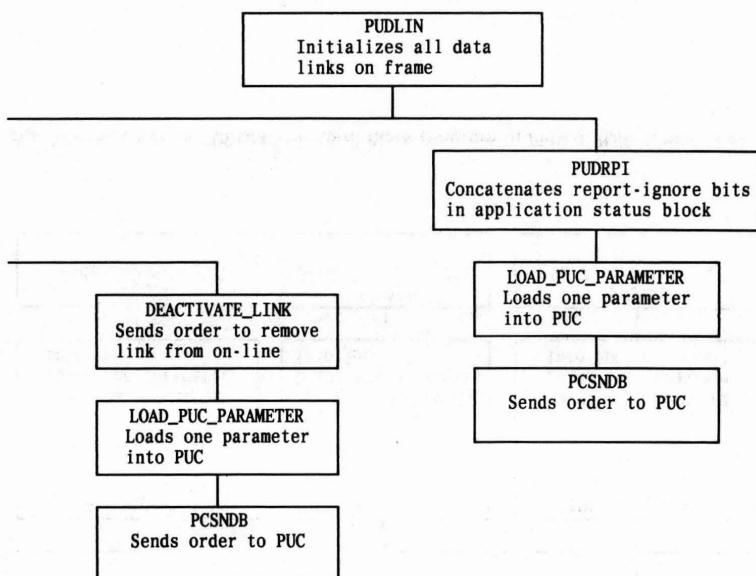 PUDLIN
Initializes all data
links on frame
PUDRPI
Concatenates report-ignore bits
in application status block
LOAD_PUC_PARAMETER
Loads one parameter
into PUC
PCSNDB
Sends order to PUC
DEACTIVATE_LINK
Sends order to remove
link from on-line
LOAD_PUC_PARAMETER
Loads one parameter
into PUC
PCSNDB
Sends order to PUC